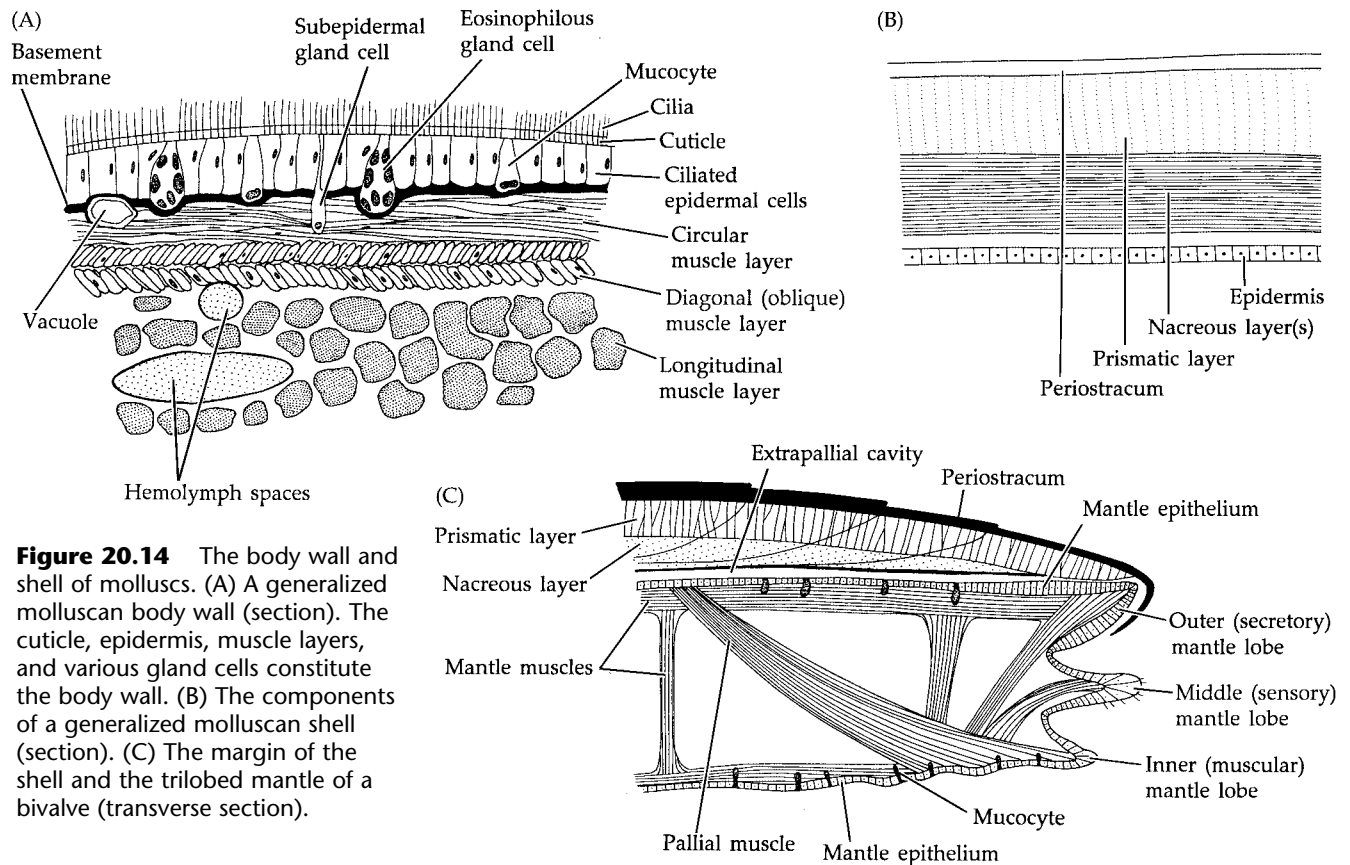 (A)
Basement
membrane
Subepidermal
gland cell
Eosinophilous
gland cell
Mucocyte
Cilia
Cuticle
Ciliated
epidermal cells
Circular
muscle layer
Diagonal (oblique)
muscle layer
Longitudinal
muscle layer
Vacuole
Hemolymph spaces
(B)
Epidermis
Nacreous layer(s)
Prismatic layer
Periostracum
(C)
Extrapallial cavity
Periostracum
Mantle epithelium
Prismatic layer
Nacreous layer
Mantle muscles
Outer (secretory)
mantle lobe
Middle (sensory)
mantle lobe
Inner (muscular)
mantle lobe
Mucocyte
Pallial muscle
Mantle epithelium
Figure 20.14 The body wall and
shell of molluscs. (A) A generalized
molluscan body wall (section). The
cuticle, epidermis, muscle layers,
and various gland cells constitute
the body wall. (B) The components
of a generalized molluscan shell
(section). (C) The margin of the
shell and the trilobed mantle of a
bivalve (transverse section).